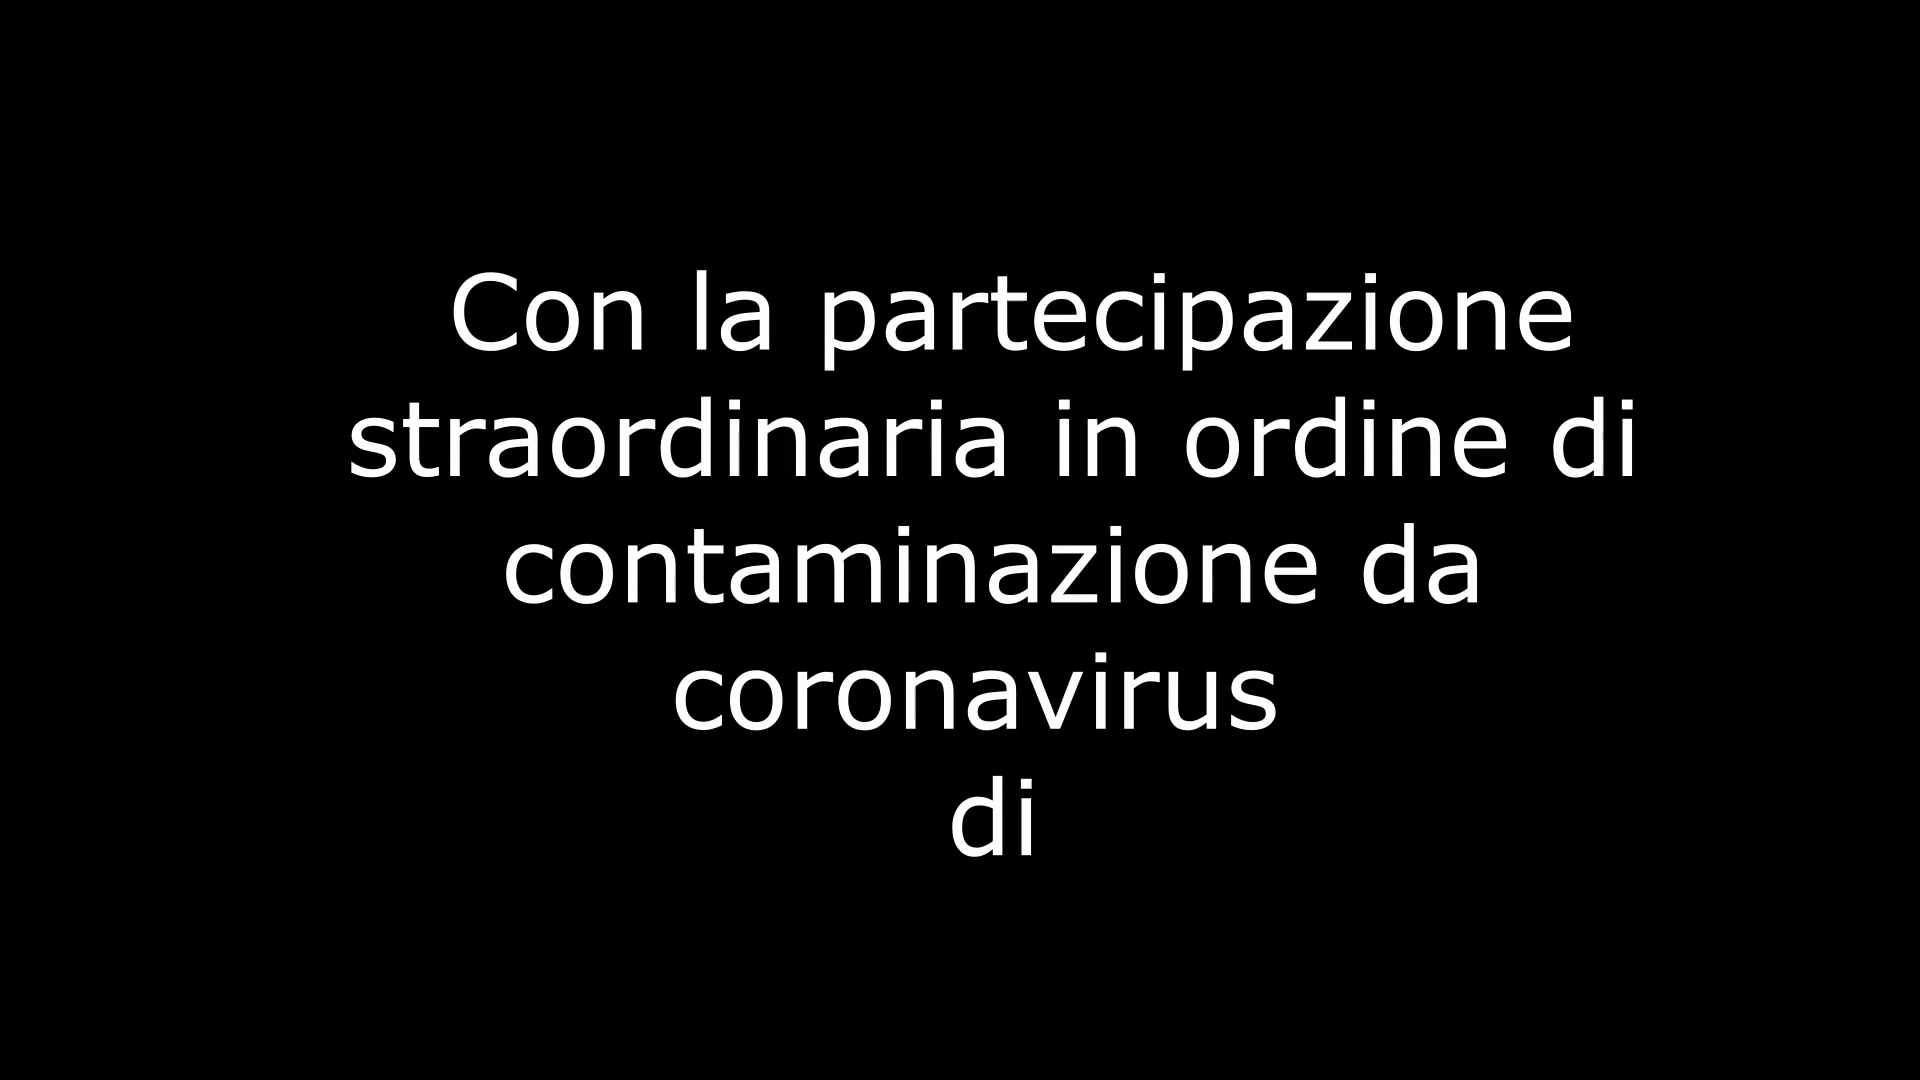 Con la partecipazione
straordinaria in ordine di
contaminazione da
coronavirus
di